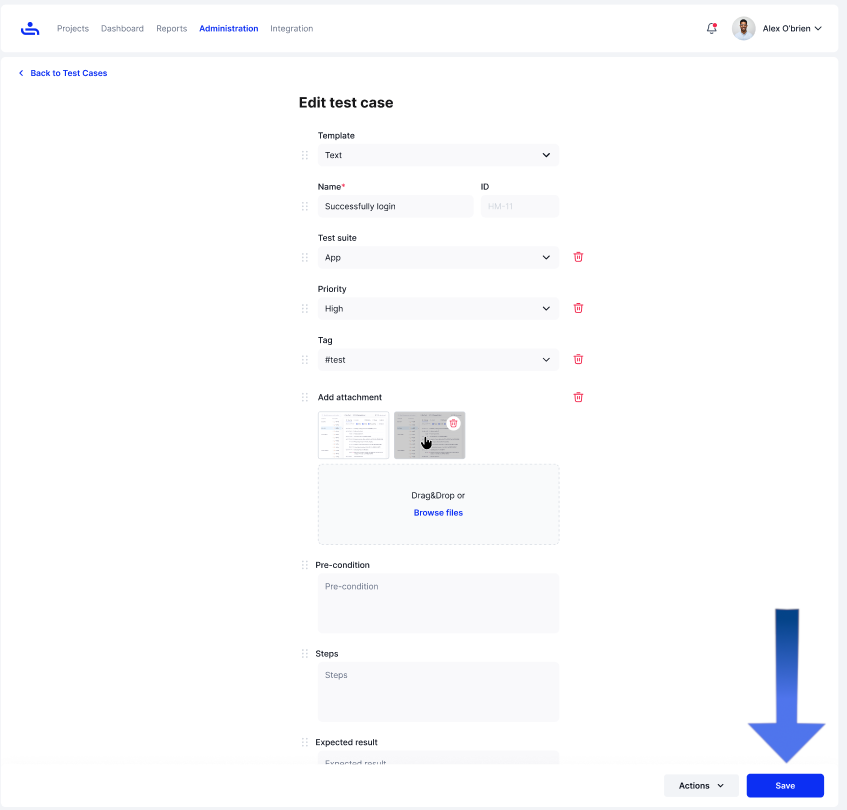 Projects Dashboard Reports Administration Integration Alex O'brien
Back to Test Cases
Edit test case
Template
Text
Name* ID
Successfully login HM-11
Test suite
App
Priority
High
Tag
#test
Add attachment
Drag&Drop or
Browse files
Pre-condition
Pre-condition
Steps
Steps
Expected result
Expected result
Actions Save